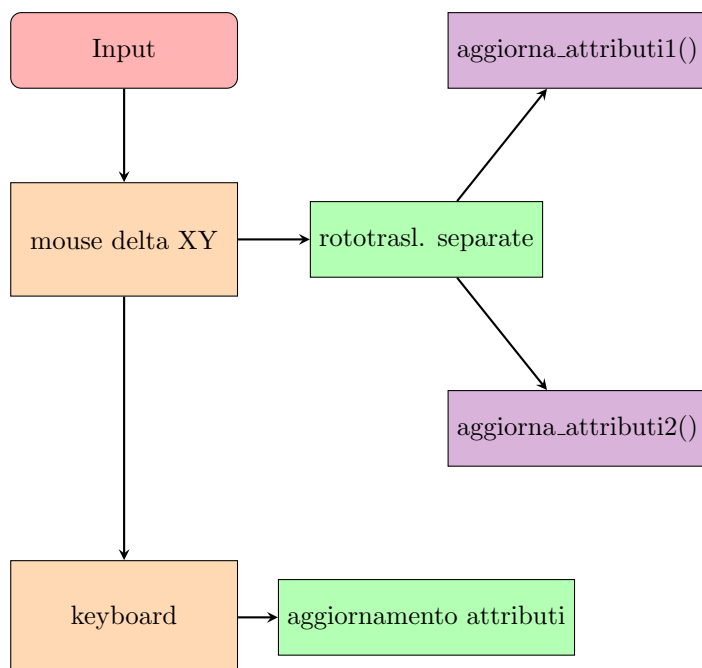 Input
aggiorna_attributi1()
mouse delta XY
rototrasl. separate
aggiorna_attributi2()
keyboard
aggiornamento attributi